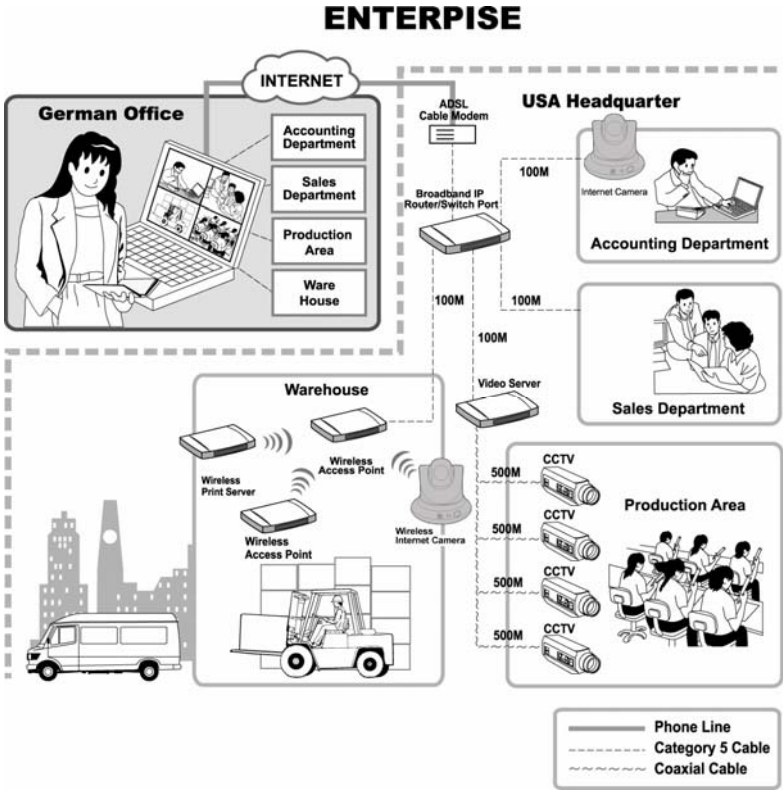 ENTERPISE
INTERNET
German Office
Accounting
Department
Sales
Department
Production
Area
Ware
House
ADSL
Cable Modem
USA Headquarter
Broadband IP
Router/Switch Port
100M
Internet Camera
Accounting Department
100M
100M
100M
Sales Department
Video Server
Warehouse
Wireless
Print Server
Wireless
Access Point
Wireless
Access Point
Wireless
Internet Camera
500M
CCTV
500M
CCTV
500M
CCTV
500M
CCTV
Production Area
Phone Line
Category 5 Cable
Coaxial Cable